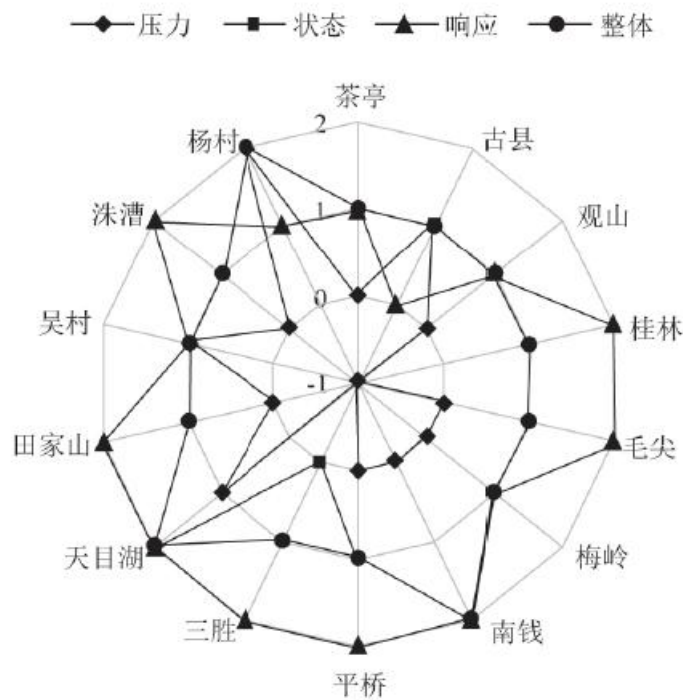 压力 状态 响应 整体
茶亭
2
古县
杨村
洙漕
1
观山
吴村
0
桂林
-1
田家山
毛尖
天目湖
梅岭
三胜
南钱
平桥